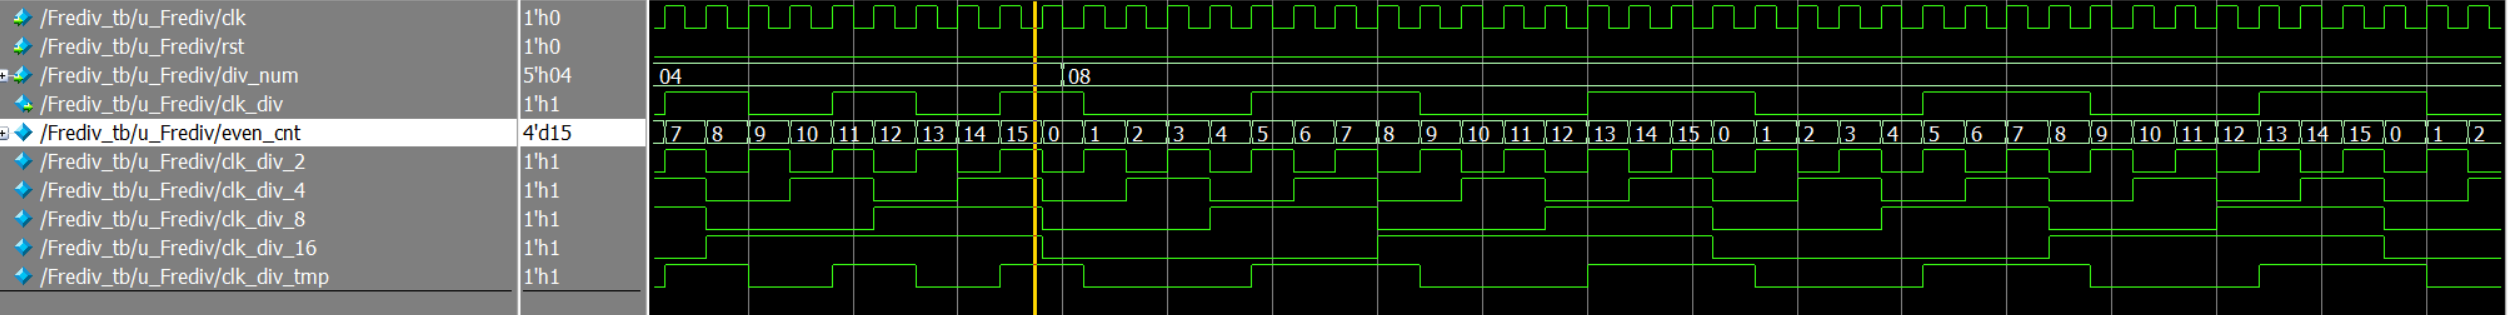 /Frediv_tb/u_Frediv/clk 1'h0
/Frediv_tb/u_Frediv/rst 1'h0
/Frediv_tb/u_Frediv/div_num 5'h04 04 08
/Frediv_tb/u_Frediv/clk_div 1'h1
/Frediv_tb/u_Frediv/even_cnt 4'd15 7 8 9 10 11 12 13 14 15 0 1 2 3 4 5 6 7 8 9 10 11 12 13 14 15 0 1 2 3 4 5 6 7 8 9 10 11 12 13 14 15 0 1 2
/Frediv_tb/u_Frediv/clk_div_2 1'h1
/Frediv_tb/u_Frediv/clk_div_4 1'h1
/Frediv_tb/u_Frediv/clk_div_8 1'h1
/Frediv_tb/u_Frediv/clk_div_16 1'h1
/Frediv_tb/u_Frediv/clk_div_tmp 1'h1